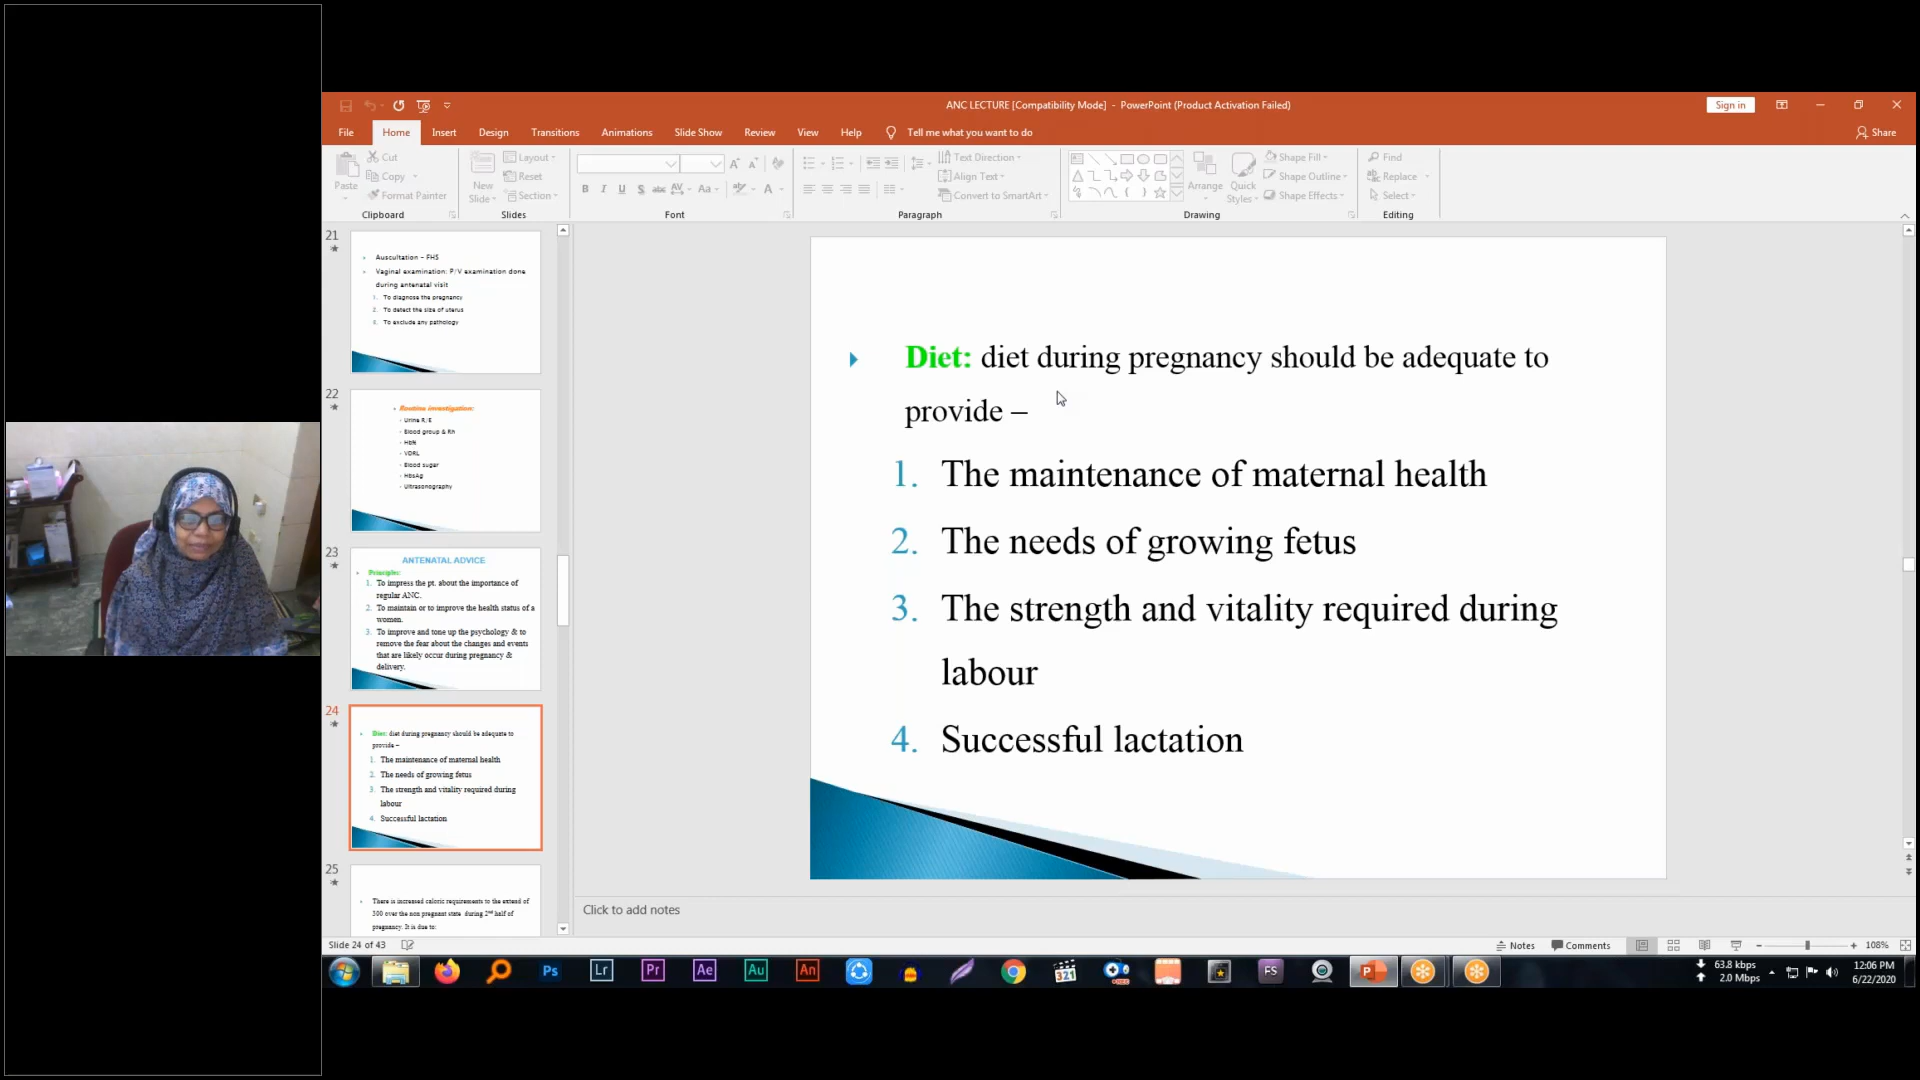 ANC LECTURE [Compatibility Mode] - PowerPoint (Product Activation Failed)
Sign in
File Home Insert Design Transitions Animations Slide Show Review View Help Tell me what you want to do
Share
Paste
Cut
Copy
Format Painter
Clipboard
New Slide
Layout
Reset
Section
Slides
Font
Text Direction
Align Text
Convert to SmartArt
Paragraph
Arrange
Quick Styles
Shape Fill
Shape Outline
Shape Effects
Drawing
Find
Replace
Select
Editing
21
Auscultation – FHS
Vaginal examination: P/V examination done
during antenatal visit
1. To diagnose the pregnancy
2. To detect the size of uterus
3. To exclude any pathology
22
Routine investigation:
- Urine R/E
- Blood group & Rh
- Hb%
- VDRL
- Blood sugar
- HbsAg
- Ultrasonography
23
ANTENATAL ADVICE
Principles:
1. To impress the pt. about the importance of
regular ANC.
2. To maintain or to improve the health status of a
women.
3. To improve and tone up the psychology & to
remove the fear about the changes and events
that are likely occur during pregnancy &
delivery.
24
Diet: diet during pregnancy should be adequate to
provide –
1. The maintenance of maternal health
2. The needs of growing fetus
3. The strength and vitality required during
labour
4. Successful lactation
25
There is increased caloric requirements to the extend of
300 over the non pregnant state during 2nd half of
pregnancy. It is due to:
Diet: diet during pregnancy should be adequate to
provide –
1. The maintenance of maternal health
2. The needs of growing fetus
3. The strength and vitality required during
labour
4. Successful lactation
Click to add notes
Slide 24 of 43
Notes
Comments
108%
Ps
Lr
Pr
Ae
Au
An
321
FS
63.8 kbps
2.0 Mbps
12:06 PM
6/22/2020